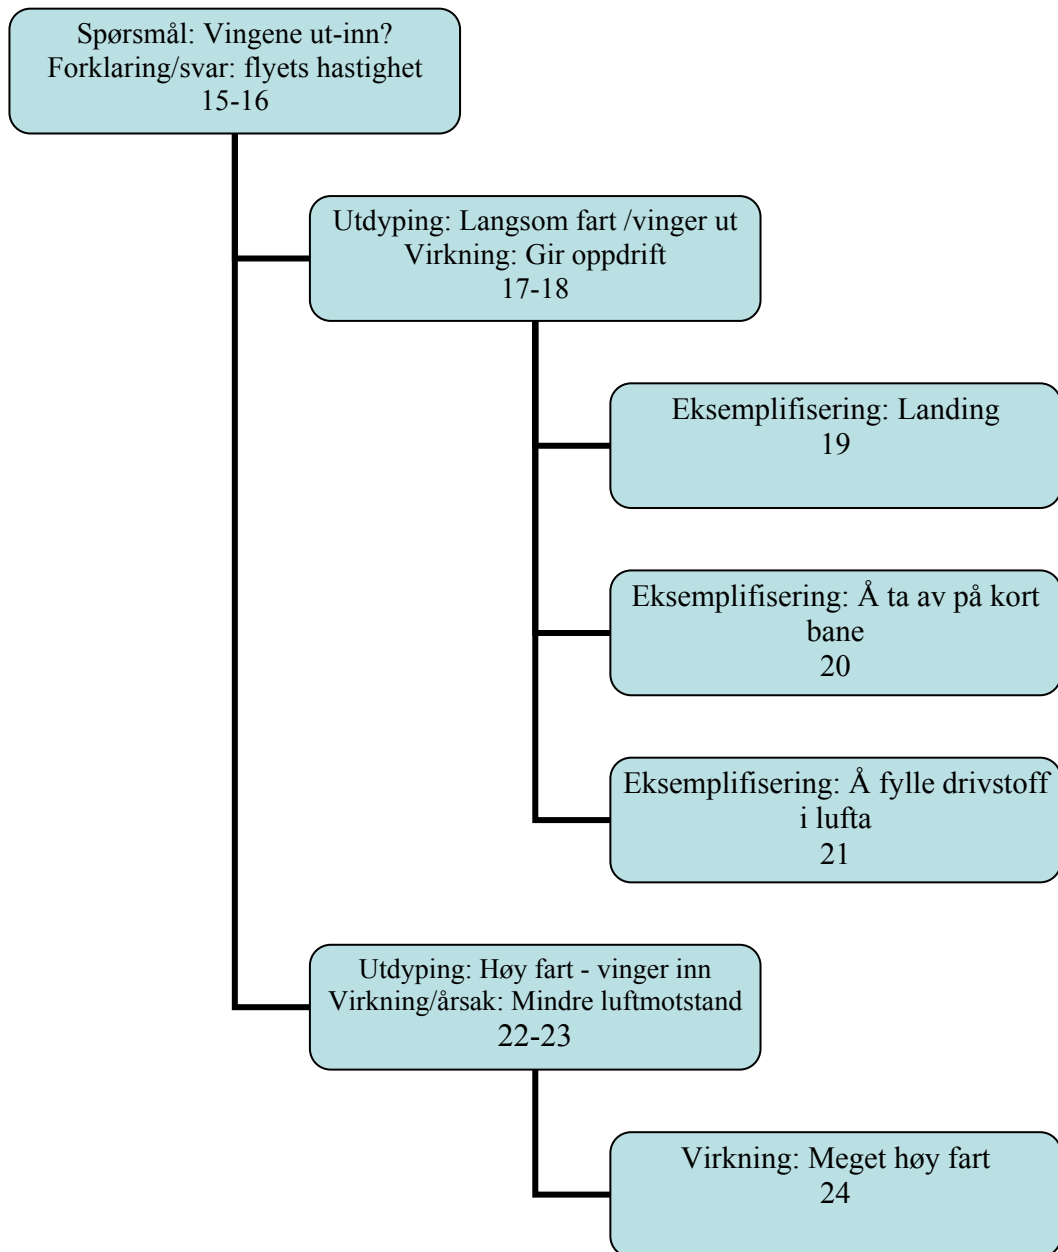 Spørsmål: Vingene ut-inn?
Forklaring/svar: flyets hastighet
15-16
Utdyping: Langsom fart /vinger ut
Virkning: Gir oppdrift
17-18
Eksemplifisering: Landing
19
Eksemplifisering: Å ta av på kort
bane
20
Eksemplifisering: Å fylle drivstoff
i lufta
21
Utdyping: Høy fart - vinger inn
Virkning/årsak: Mindre luftmotstand
22-23
Virkning: Meget høy fart
24